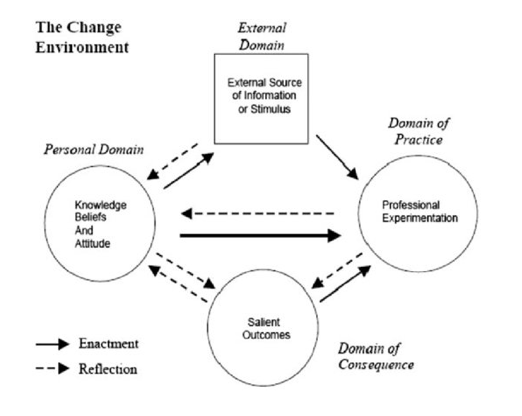 The Change
Environment
External
Domain
External Source
of Information
or Stimulus
Domain of
Practice
Personal Domain
Knowledge
Beliefs
And
Attitude
Professional
Experimentation
Salient
Outcomes
Domain of
Consequence
Enactment
Reflection